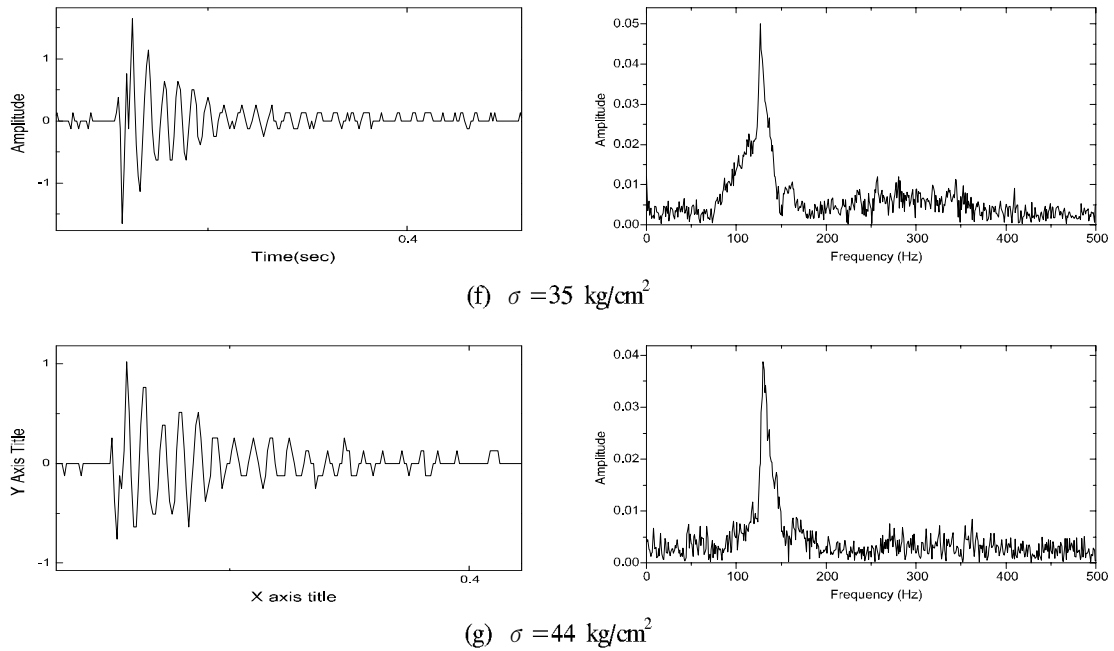 1
0
-1
Amplitude
0.4
Time(sec)
0.05
0.04
0.03
0.02
0.01
0.00
Amplitude
0 100 200 300 400 500
Frequency (Hz)
(f) σ =35 kg/cm²
1
0
-1
Y Axis Title
0.4
X axis title
0.04
0.03
0.02
0.01
0.00
Amplitude
0 100 200 300 400 500
Frequency (Hz)
(g) σ =44 kg/cm²